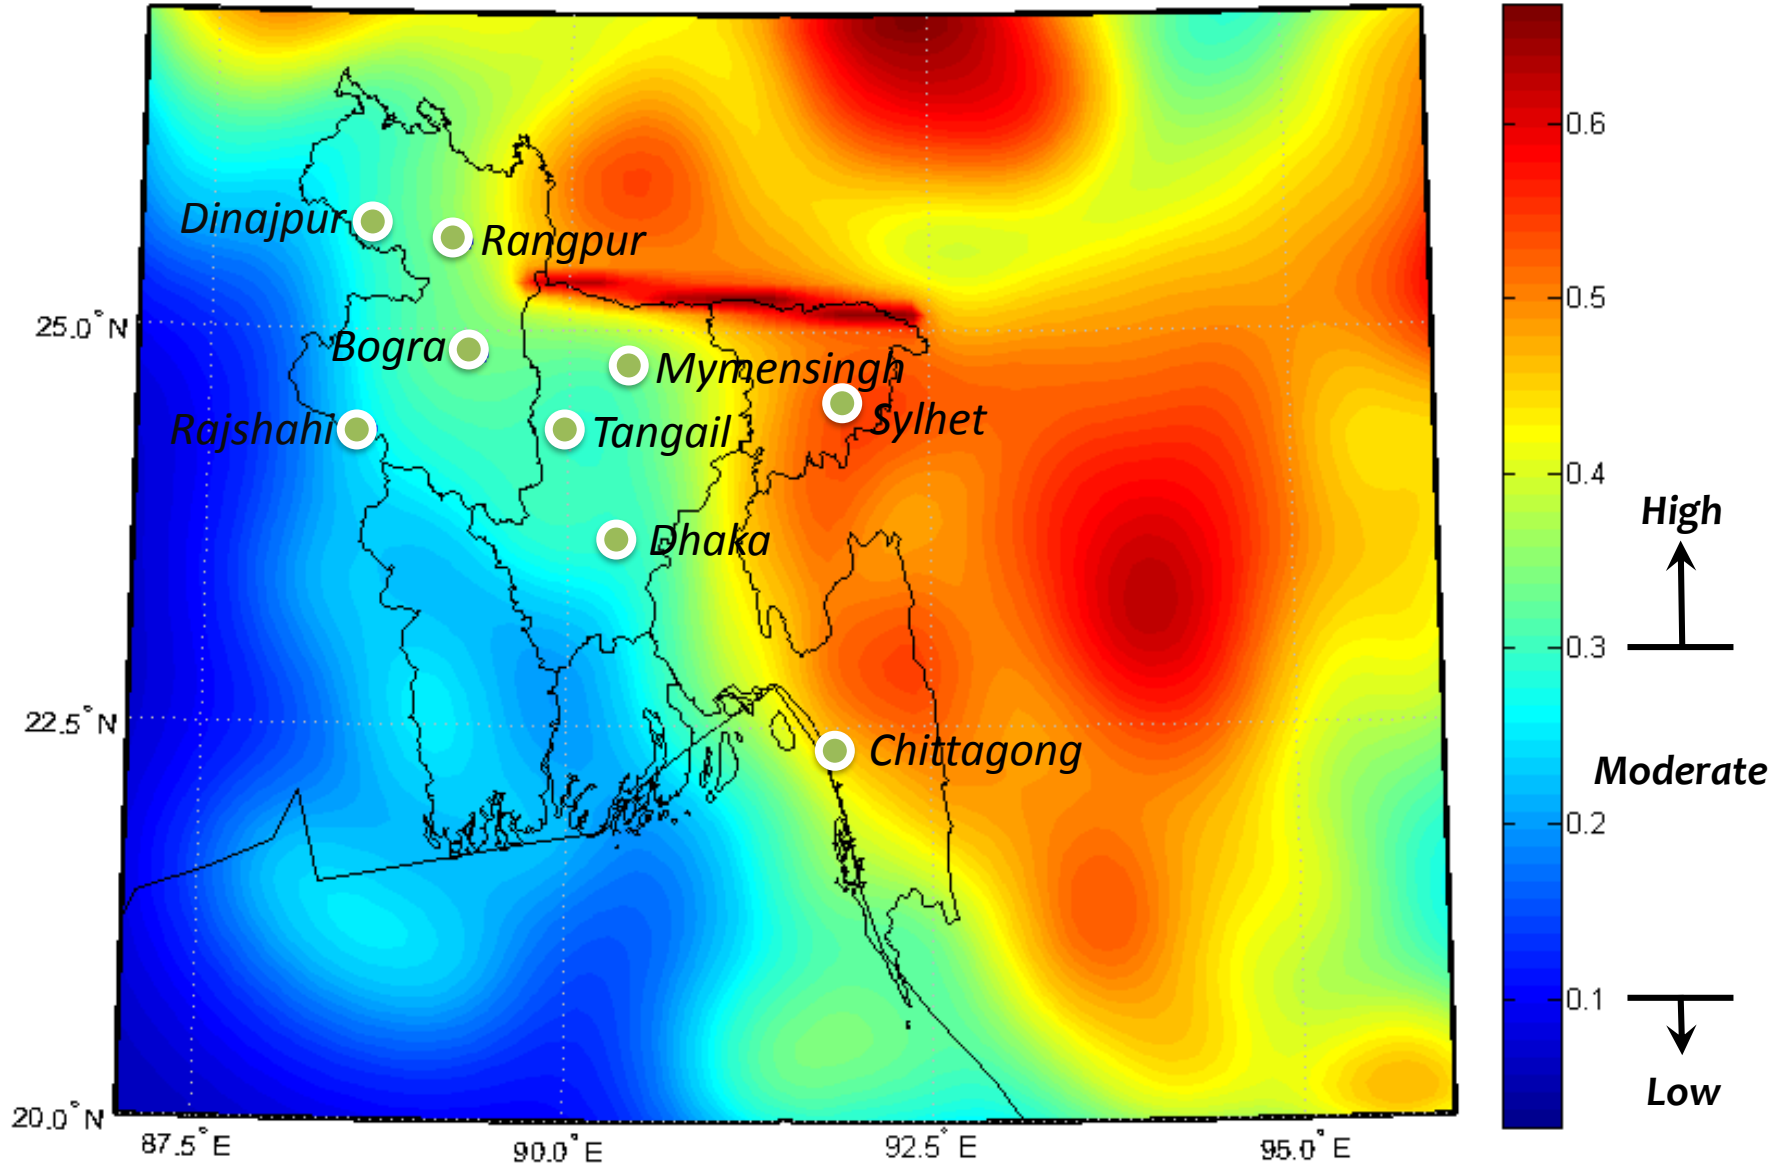 Dinajpur
Rangpur
25.0°N
Bogra
Mymensingh
Rajshahi
Tangail
Sylhet
Dhaka
22.5°N
Chittagong
20.0°N
87.5°E
90.0°E
92.5°E
95.0°E
0.6
0.5
0.4
0.3
0.2
0.1
High
Moderate
Low